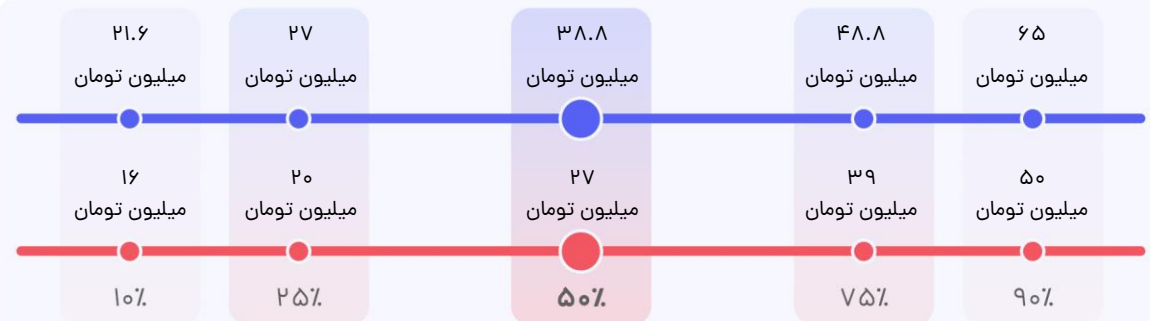 ۲۱.۶ ۲۷ ۳۸.۸ ۴۸.۸ ۶۵
میلیون تومان میلیون تومان میلیون تومان میلیون تومان میلیون تومان
۱۶ ۲۰ ۲۷ ۳۹ ۵۰
میلیون تومان میلیون تومان میلیون تومان میلیون تومان میلیون تومان
۱۰٪ ۲۵٪ ۵۰٪ ۷۵٪ ۹۰٪